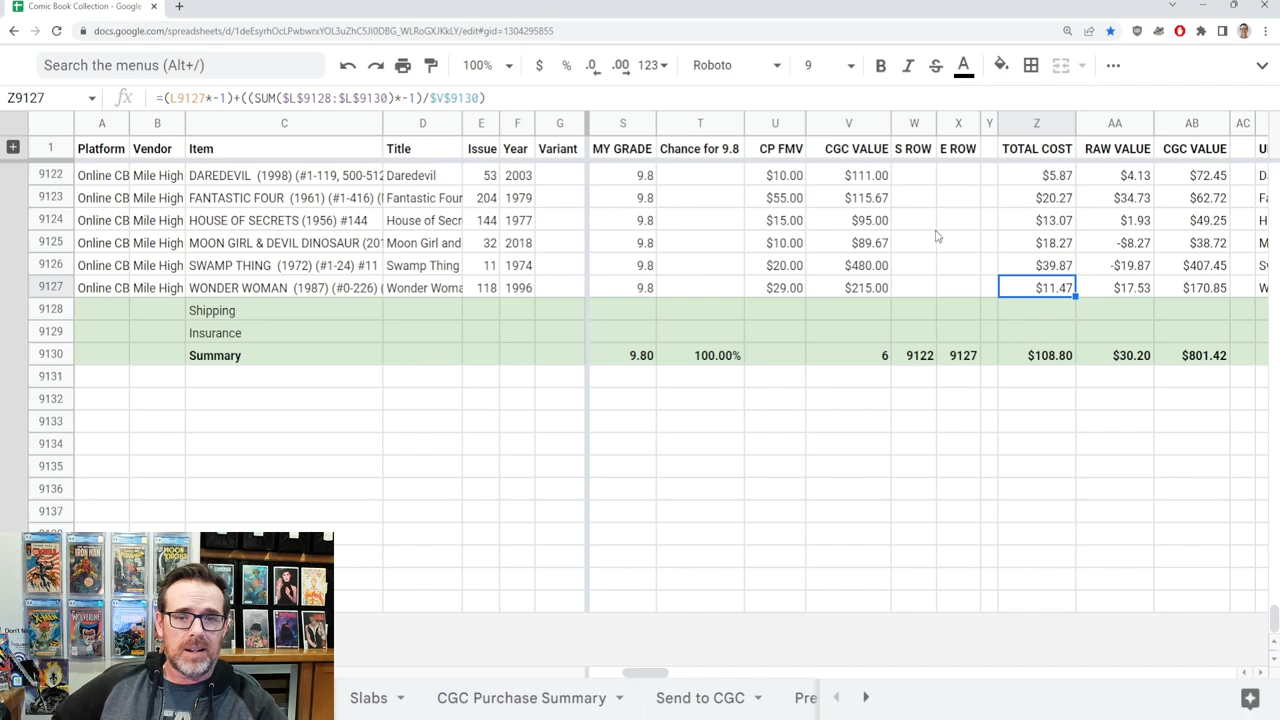 Comic Book Collection - Google
docs.google.com/spreadsheets/d/1deEsyrhOcLPwbwrxYOL3uZhC5JI0DBG_WLRoGXJKkLY/edit#gid=1304295855
Search the menus (Alt+/) 100% $ % .0 .00 123 Roboto 9 B I S A
Z9127 fx =(L9127*-1)+((SUM($L$9128:$L$9130)*-1)/$V$9130)
A B C D E F G S T U V W X Y Z AA AB AC
1 Platform Vendor Item Title Issue Year Variant MY GRADE Chance for 9.8 CP FMV CGC VALUE S ROW E ROW TOTAL COST RAW VALUE CGC VALUE
9122 Online CB Mile High DAREDEVIL (1998) (#1-119, 500-512 Daredevil 53 2003 9.8 $10.00 $111.00 $5.87 $4.13 $72.45
9123 Online CB Mile High FANTASTIC FOUR (1961) (#1-416) ( Fantastic Four 204 1979 9.8 $55.00 $115.67 $20.27 $34.73 $62.72
9124 Online CB Mile High HOUSE OF SECRETS (1956) #144 House of Secr 144 1977 9.8 $15.00 $95.00 $13.07 $1.93 $49.25
9125 Online CB Mile High MOON GIRL & DEVIL DINOSAUR (20 Moon Girl and 32 2018 9.8 $10.00 $89.67 $18.27 -$8.27 $38.72
9126 Online CB Mile High SWAMP THING (1972) (#1-24) #11 Swamp Thing 11 1974 9.8 $20.00 $480.00 $39.87 -$19.87 $407.45
9127 Online CB Mile High WONDER WOMAN (1987) (#0-226) ( Wonder Woma 118 1996 9.8 $29.00 $215.00 $11.47 $17.53 $170.85
9128 Shipping
9129 Insurance
9130 Summary 9.80 100.00% 6 9122 9127 $108.80 $30.20 $801.42
9131
9132
9133
9134
9135
9136
9137
IRON MAN
MOON KNIGHT
WOLVERINE
Slabs CGC Purchase Summary Send to CGC Pre